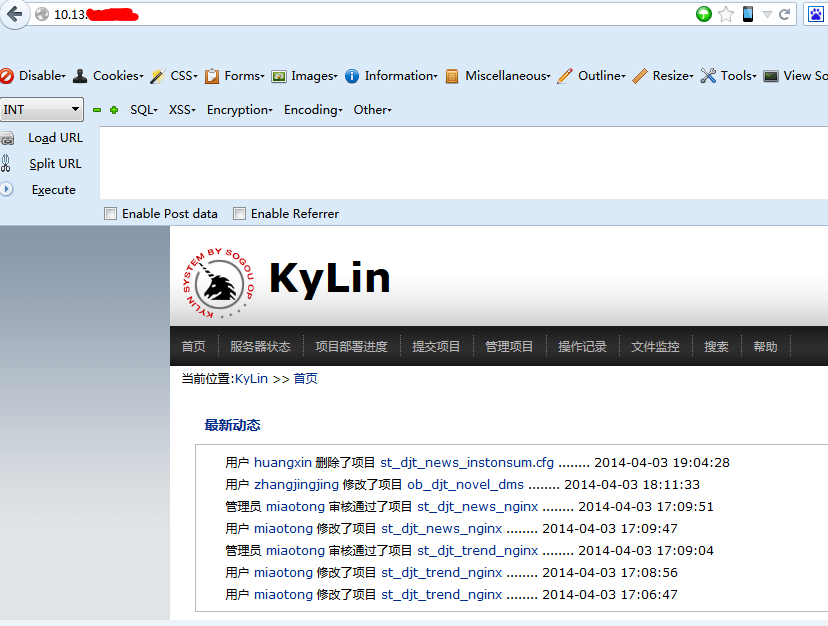 10.13.
Disable Cookies CSS Forms Images Information Miscellaneous Outline Resize Tools View So
INT SQL XSS Encryption Encoding Other
Load URL
Split URL
Execute
Enable Post data Enable Referrer
KYLIN SYSTEM BY SOGOU OP
KyLin
首页 服务器状态 项目部署进度 提交项目 管理项目 操作记录 文件监控 搜索 帮助
当前位置:KyLin >> 首页
最新动态
用户 huangxin 删除了项目 st_djt_news_instonsum.cfg ........ 2014-04-03 19:04:28
用户 zhangjingjing 修改了项目 ob_djt_novel_dms ........ 2014-04-03 18:11:33
管理员 miaotong 审核通过了项目 st_djt_news_nginx ........ 2014-04-03 17:09:51
用户 miaotong 修改了项目 st_djt_news_nginx ........ 2014-04-03 17:09:47
管理员 miaotong 审核通过了项目 st_djt_trend_nginx ........ 2014-04-03 17:09:04
用户 miaotong 修改了项目 st_djt_trend_nginx ........ 2014-04-03 17:08:56
用户 miaotong 修改了项目 st_djt_trend_nginx ........ 2014-04-03 17:06:47